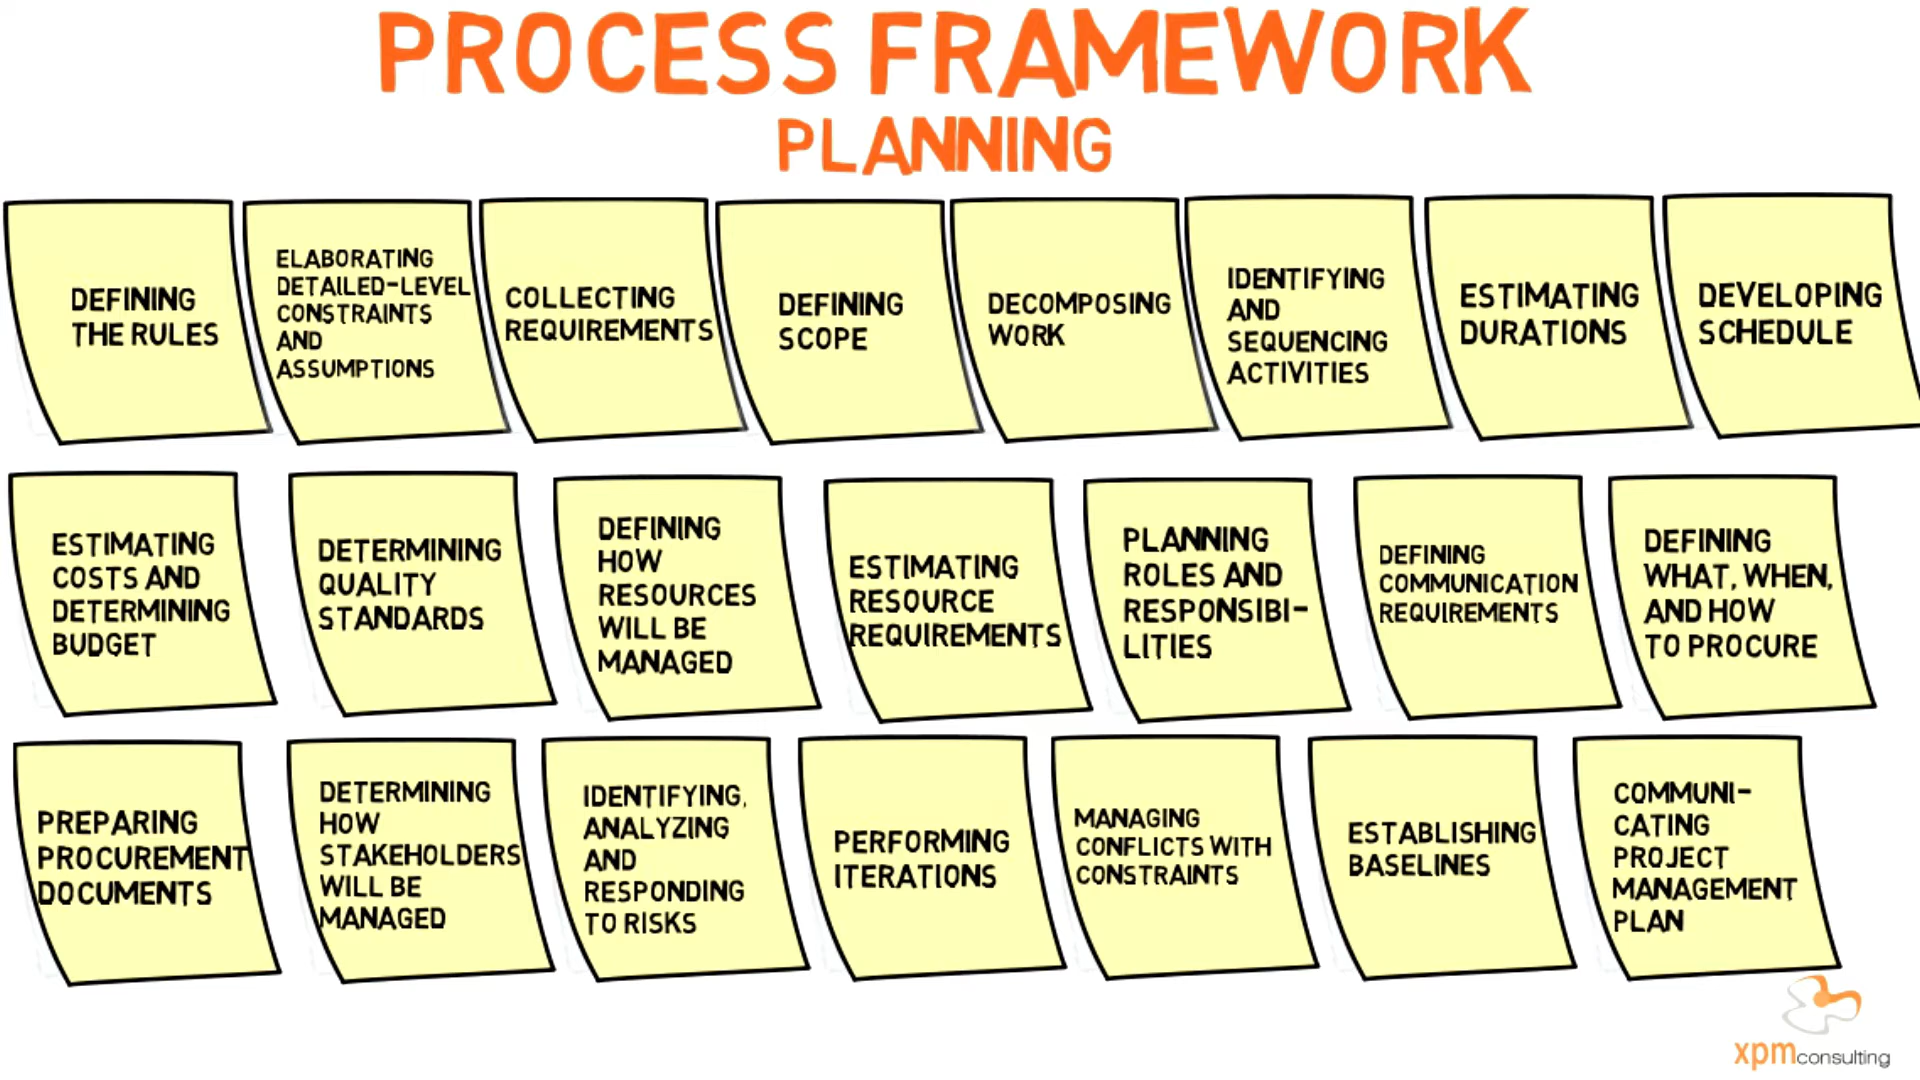 PROCESS FRAMEWORK
PLANNING
DEFINING
THE RULES
ELABORATING
DETAILED-LEVEL
CONSTRAINTS
AND
ASSUMPTIONS
COLLECTING
REQUIREMENTS
DEFINING
SCOPE
DECOMPOSING
WORK
IDENTIFYING
AND
SEQUENCING
ACTIVITIES
ESTIMATING
DURATIONS
DEVELOPING
SCHEDULE
ESTIMATING
COSTS AND
DETERMINING
BUDGET
DETERMINING
QUALITY
STANDARDS
DEFINING
HOW
RESOURCES
WILL BE
MANAGED
ESTIMATING
RESOURCE
REQUIREMENTS
PLANNING
ROLES AND
RESPONSIBI-
LITIES
DEFINING
COMMUNICATION
REQUIREMENTS
DEFINING
WHAT, WHEN,
AND HOW
TO PROCURE
PREPARING
PROCUREMENT
DOCUMENTS
DETERMINING
HOW
STAKEHOLDERS
WILL BE
MANAGED
IDENTIFYING,
ANALYZING
AND
RESPONDING
TO RISKS
PERFORMING
ITERATIONS
MANAGING
CONFLICTS WITH
CONSTRAINTS
ESTABLISHING
BASELINES
COMMUNI-
CATING
PROJECT
MANAGEMENT
PLAN
xpmconsulting